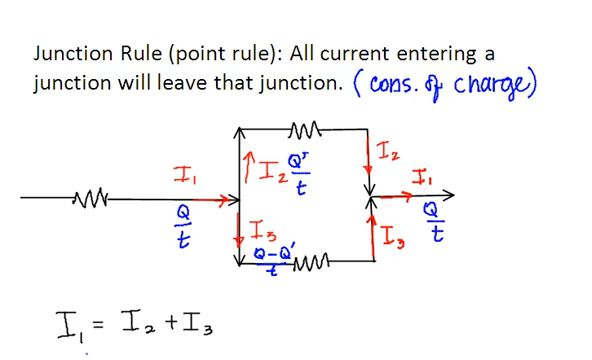 Junction Rule (point rule): All current entering a
junction will leave that junction. (cons. of charge)
I₂
I₁
I₂ Q'/t
I₁
Q/t
Q/t
I₃
I₃
Q-Q'/t
I₁ = I₂ + I₃